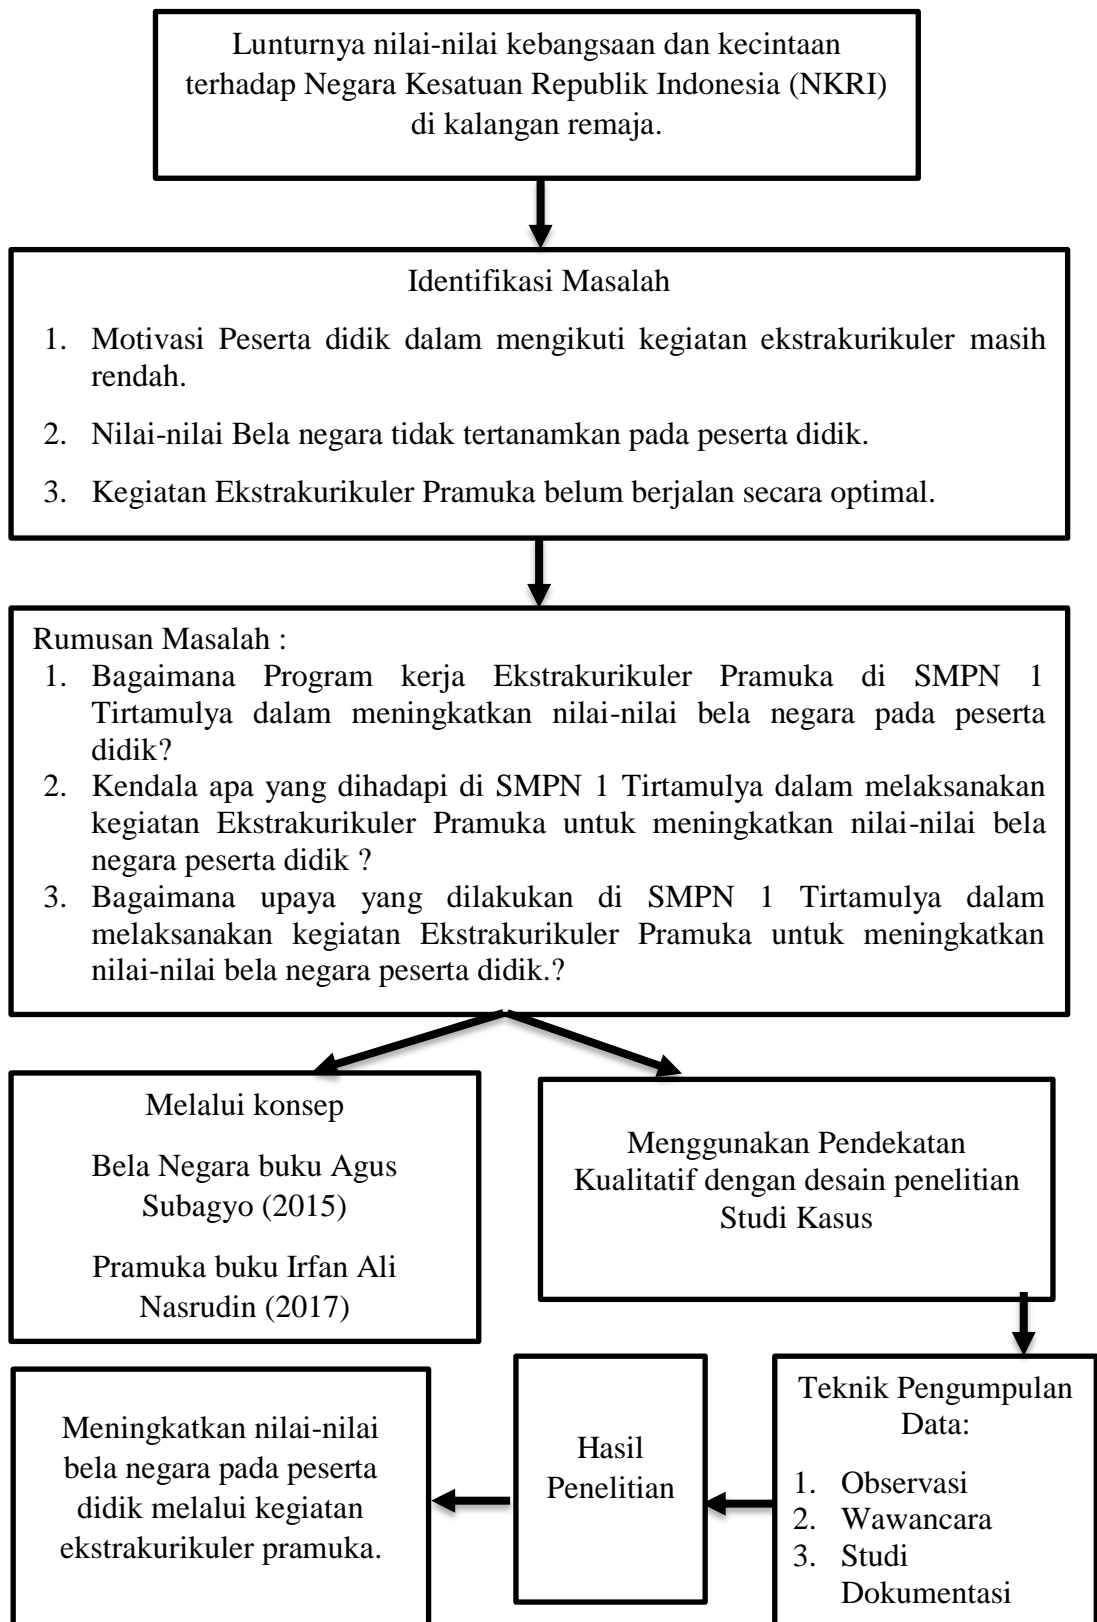 Lunturnya nilai-nilai kebangsaan dan kecintaan
terhadap Negara Kesatuan Republik Indonesia (NKRI)
di kalangan remaja.
Identifikasi Masalah
1. Motivasi Peserta didik dalam mengikuti kegiatan ekstrakurikuler masih
rendah.
2. Nilai-nilai Bela negara tidak tertanamkan pada peserta didik.
3. Kegiatan Ekstrakurikuler Pramuka belum berjalan secara optimal.
Rumusan Masalah :
1. Bagaimana Program kerja Ekstrakurikuler Pramuka di SMPN 1
Tirtamulya dalam meningkatkan nilai-nilai bela negara pada peserta
didik?
2. Kendala apa yang dihadapi di SMPN 1 Tirtamulya dalam melaksanakan
kegiatan Ekstrakurikuler Pramuka untuk meningkatkan nilai-nilai bela
negara peserta didik ?
3. Bagaimana upaya yang dilakukan di SMPN 1 Tirtamulya dalam
melaksanakan kegiatan Ekstrakurikuler Pramuka untuk meningkatkan
nilai-nilai bela negara peserta didik.?
Melalui konsep
Bela Negara buku Agus
Subagyo (2015)
Pramuka buku Irfan Ali
Nasrudin (2017)
Menggunakan Pendekatan
Kualitatif dengan desain penelitian
Studi Kasus
Teknik Pengumpulan
Data:
1. Observasi
2. Wawancara
3. Studi
Dokumentasi
Hasil
Penelitian
Meningkatkan nilai-nilai
bela negara pada peserta
didik melalui kegiatan
ekstrakurikuler pramuka.